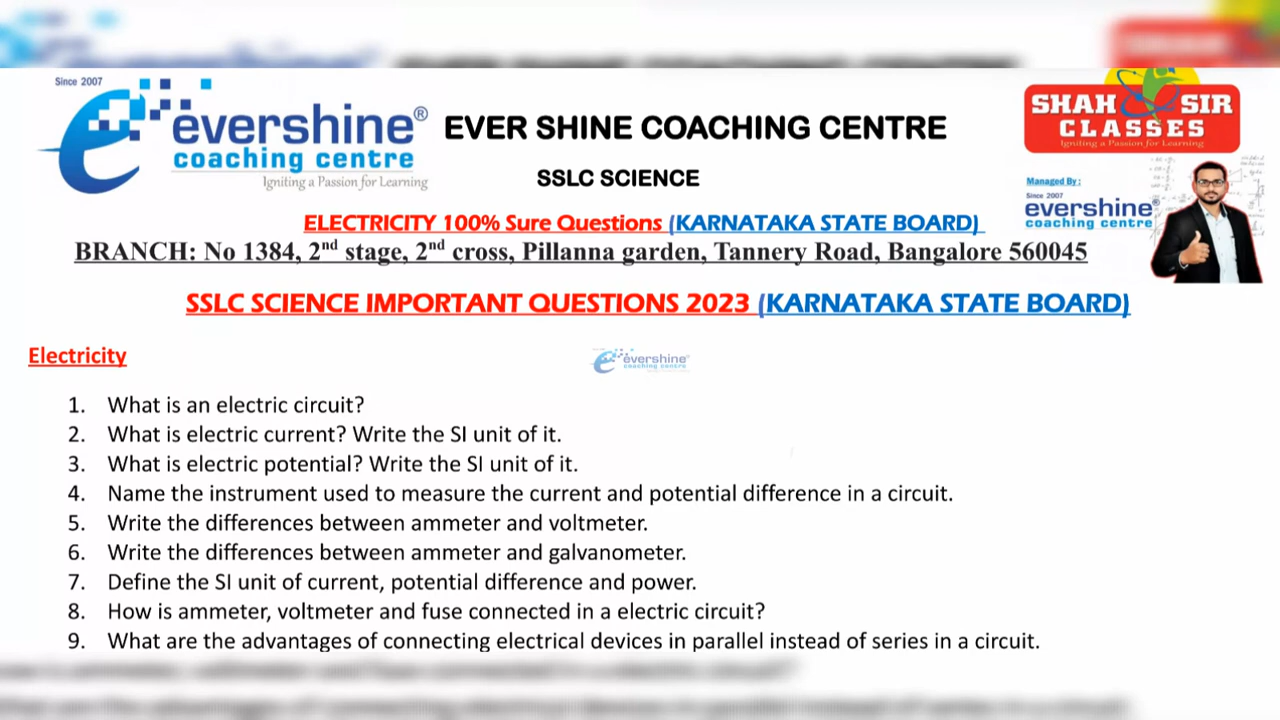 Since 2007
evershine®
coaching centre
Igniting a Passion for Learning
EVER SHINE COACHING CENTRE
SHAH SIR
CLASSES
Igniting a Passion for Learning
SSLC SCIENCE
Managed By :
Since 2007
evershine®
coaching centre
ELECTRICITY 100% Sure Questions (KARNATAKA STATE BOARD)
BRANCH: No 1384, 2nd stage, 2nd cross, Pillanna garden, Tannery Road, Bangalore 560045
SSLC SCIENCE IMPORTANT QUESTIONS 2023 (KARNATAKA STATE BOARD)
Electricity
evershine®
coaching centre
1. What is an electric circuit?
2. What is electric current? Write the SI unit of it.
3. What is electric potential? Write the SI unit of it.
4. Name the instrument used to measure the current and potential difference in a circuit.
5. Write the differences between ammeter and voltmeter.
6. Write the differences between ammeter and galvanometer.
7. Define the SI unit of current, potential difference and power.
8. How is ammeter, voltmeter and fuse connected in a electric circuit?
9. What are the advantages of connecting electrical devices in parallel instead of series in a circuit.